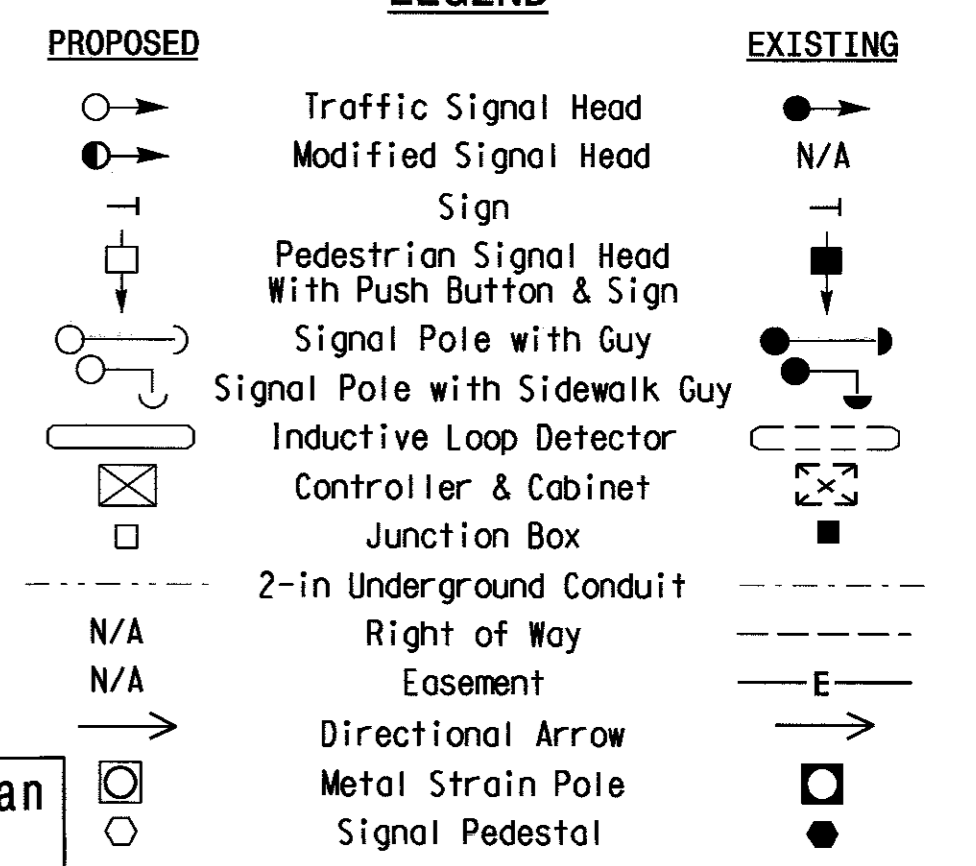 LEGEND
PROPOSED EXISTING
Traffic Signal Head
Modified Signal Head N/A
Sign
Pedestrian Signal Head
With Push Button & Sign
Signal Pole with Guy
Signal Pole with Sidewalk Guy
Inductive Loop Detector
Controller & Cabinet
Junction Box
2-in Underground Conduit
N/A Right of Way
N/A Easement E
Directional Arrow
an Metal Strain Pole
Signal Pedestal